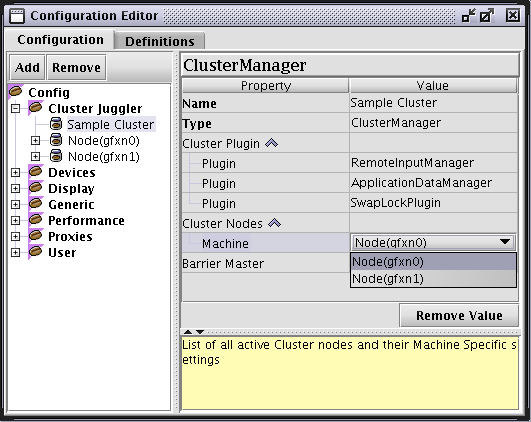 Configuration Editor
Configuration Definitions
Add Remove
Config
Cluster Juggler
Sample Cluster
Node(gfxn0)
Node(gfxn1)
Devices
Display
Generic
Performance
Proxies
User
ClusterManager
Property Value
Name Sample Cluster
Type ClusterManager
Cluster Plugin
Plugin RemoteInputManager
Plugin ApplicationDataManager
Plugin SwapLockPlugin
Cluster Nodes
Machine Node(gfxn0)
Barrier Master Node(gfxn0)
Node(gfxn1)
Remove Value
List of all active Cluster nodes and their Machine Specific s
ettings